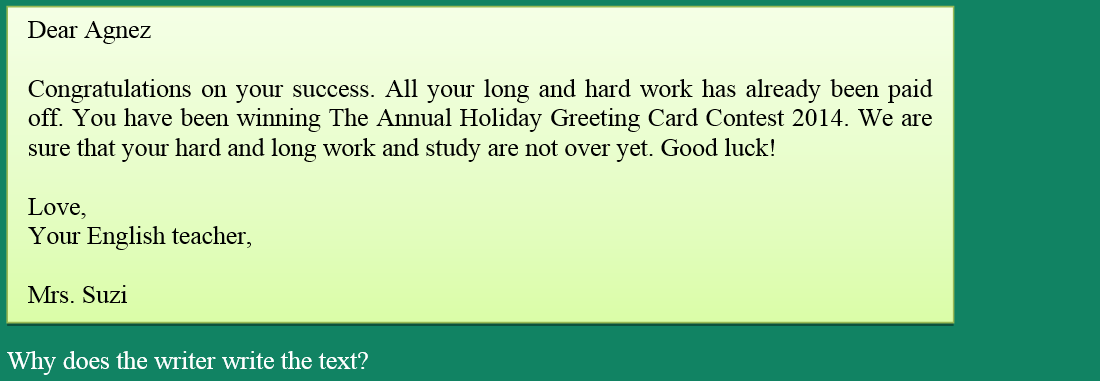 Dear Agnez
Congratulations on your success. All your long and hard work has already been paid
off. You have been winning The Annual Holiday Greeting Card Contest 2014. We are
sure that your hard and long work and study are not over yet. Good luck!
Love,
Your English teacher,
Mrs. Suzi
Why does the writer write the text?